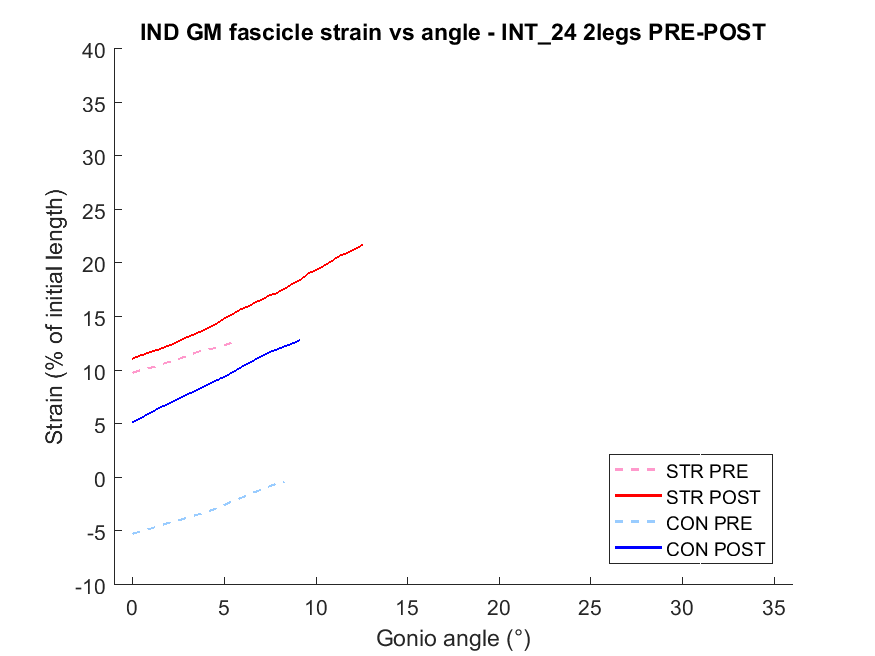 IND GM fascicle strain vs angle - INT_24 2legs PRE-POST
40
35
30
25
20
15
10
5
0
-5
-10
Strain (% of initial length)
0 5 10 15 20 25 30 35
Gonio angle (°)
STR PRE
STR POST
CON PRE
CON POST